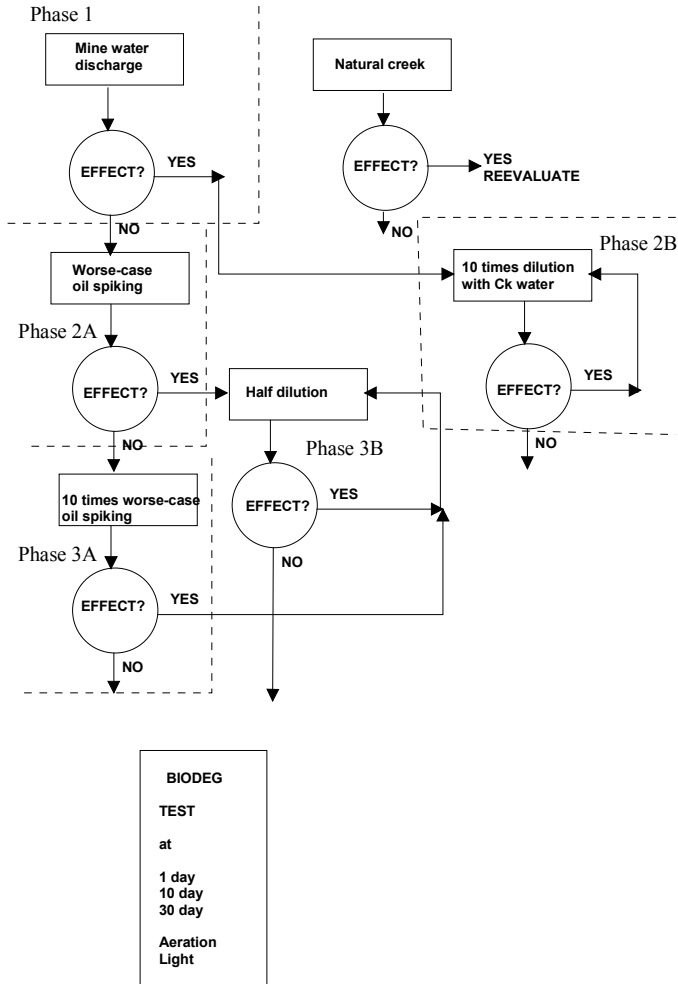 Phase 1
Mine water
discharge
Natural creek
EFFECT?
YES
EFFECT?
YES
REEVALUATE
NO
NO
Phase 2B
Worse-case
oil spiking
10 times dilution
with Ck water
Phase 2A
EFFECT?
YES
Half dilution
EFFECT?
YES
NO
NO
Phase 3B
10 times worse-case
oil spiking
EFFECT?
YES
Phase 3A
NO
EFFECT?
YES
NO
BIODEG
TEST
at
1 day
10 day
30 day
Aeration
Light